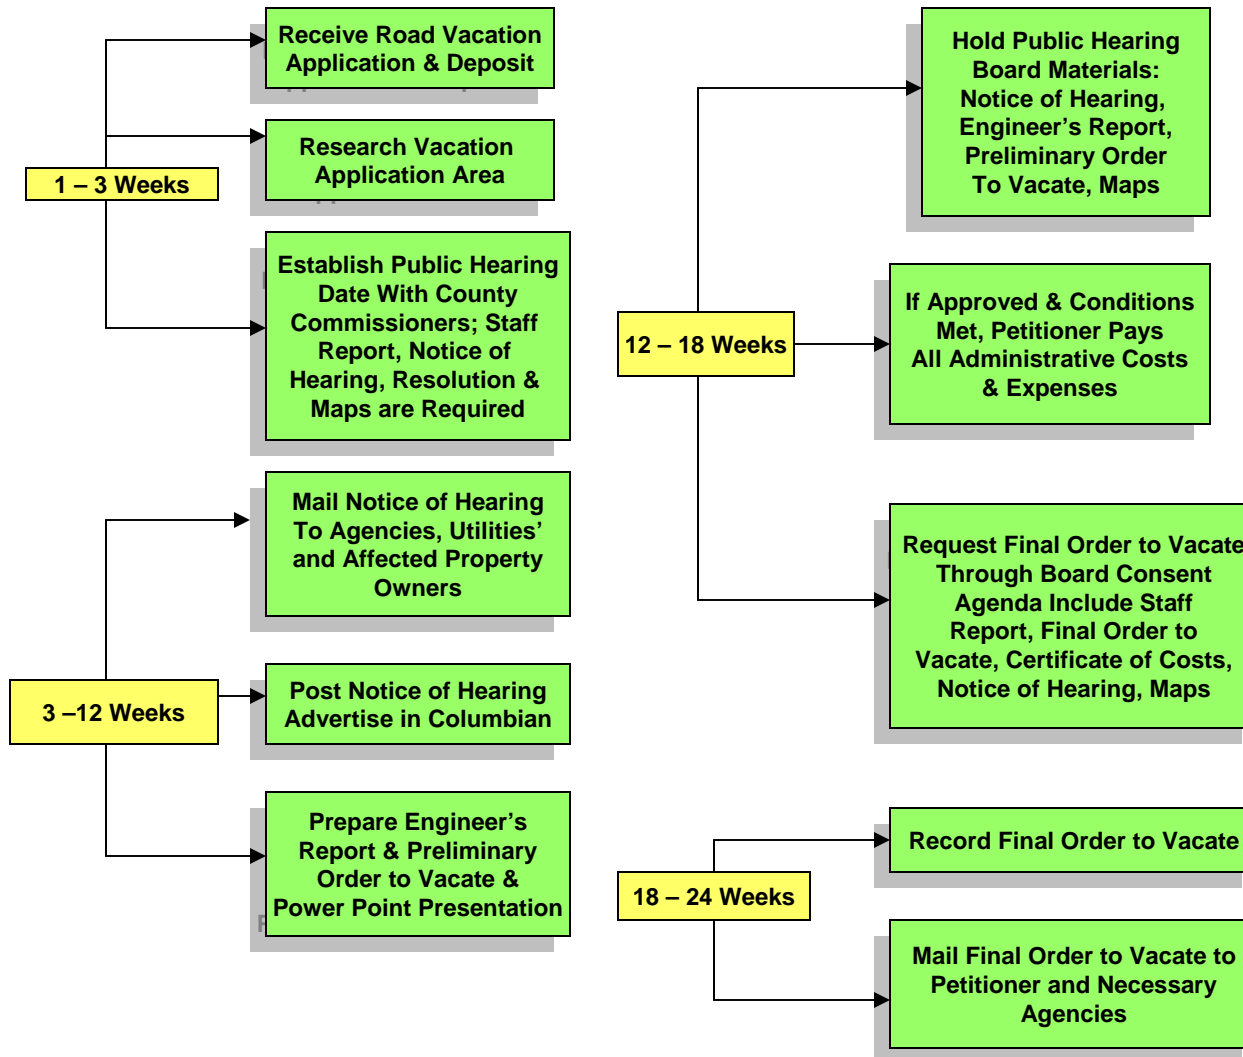 Receive Road Vacation
Application & Deposit
Research Vacation
Application Area
1 – 3 Weeks
Establish Public Hearing
Date With County
Commissioners; Staff
Report, Notice of
Hearing, Resolution &
Maps are Required
Mail Notice of Hearing
To Agencies, Utilities’
and Affected Property
Owners
3 –12 Weeks
Post Notice of Hearing
Advertise in Columbian
Prepare Engineer’s
Report & Preliminary
Order to Vacate &
Power Point Presentation
Hold Public Hearing
Board Materials:
Notice of Hearing,
Engineer’s Report,
Preliminary Order
To Vacate, Maps
12 – 18 Weeks
If Approved & Conditions
Met, Petitioner Pays
All Administrative Costs
& Expenses
Request Final Order to Vacate
Through Board Consent
Agenda Include Staff
Report, Final Order to
Vacate, Certificate of Costs,
Notice of Hearing, Maps
18 – 24 Weeks
Record Final Order to Vacate
Mail Final Order to Vacate to
Petitioner and Necessary
Agencies